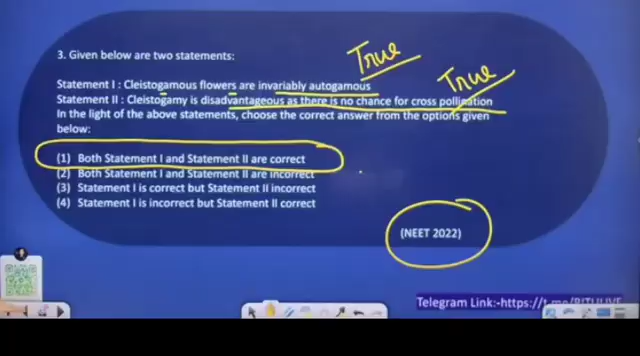 3. Given below are two statements:
True
Statement I : Cleistogamous flowers are invariably autogamous
True
Statement II : Cleistogamy is disadvantageous as there is no chance for cross pollination
In the light of the above statements, choose the correct answer from the options given
below:
(1) Both Statement I and Statement II are correct
(2) Both Statement I and Statement II are incorrect
(3) Statement I is correct but Statement II incorrect
(4) Statement I is incorrect but Statement II correct
(NEET 2022)
Telegram Link:-https://t.me/RITULIVE